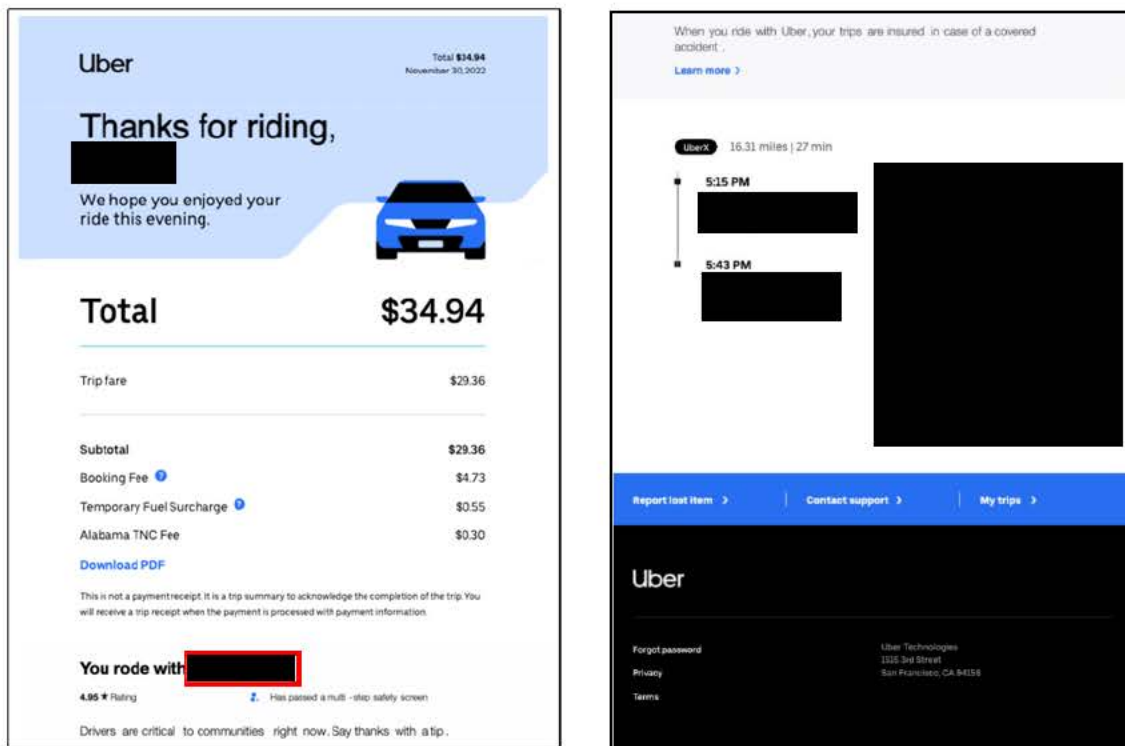 Uber
Total $34.94
November 30, 2022
Thanks for riding,
We hope you enjoyed your
ride this evening.
Total $34.94
Trip fare $29.36
Subtotal $29.36
Booking Fee ? $4.73
Temporary Fuel Surcharge ? $0.55
Alabama TNC Fee $0.30
Download PDF
This is not a payment receipt. It is a trip summary to acknowledge the completion of the trip. You
will receive a trip receipt when the payment is processed with payment information.
You rode with
4.95 ★ Rating Has passed a multi-step safety screen
Drivers are critical to communities right now. Say thanks with a tip.
When you ride with Uber, your trips are insured in case of a covered
accident.
Learn more >
UberX 16.31 miles | 27 min
5:15 PM
5:43 PM
Report lost item > Contact support > My trips >
Uber
Forgot password
Privacy
Terms
Uber Technologies
1515 3rd Street
San Francisco, CA 94158